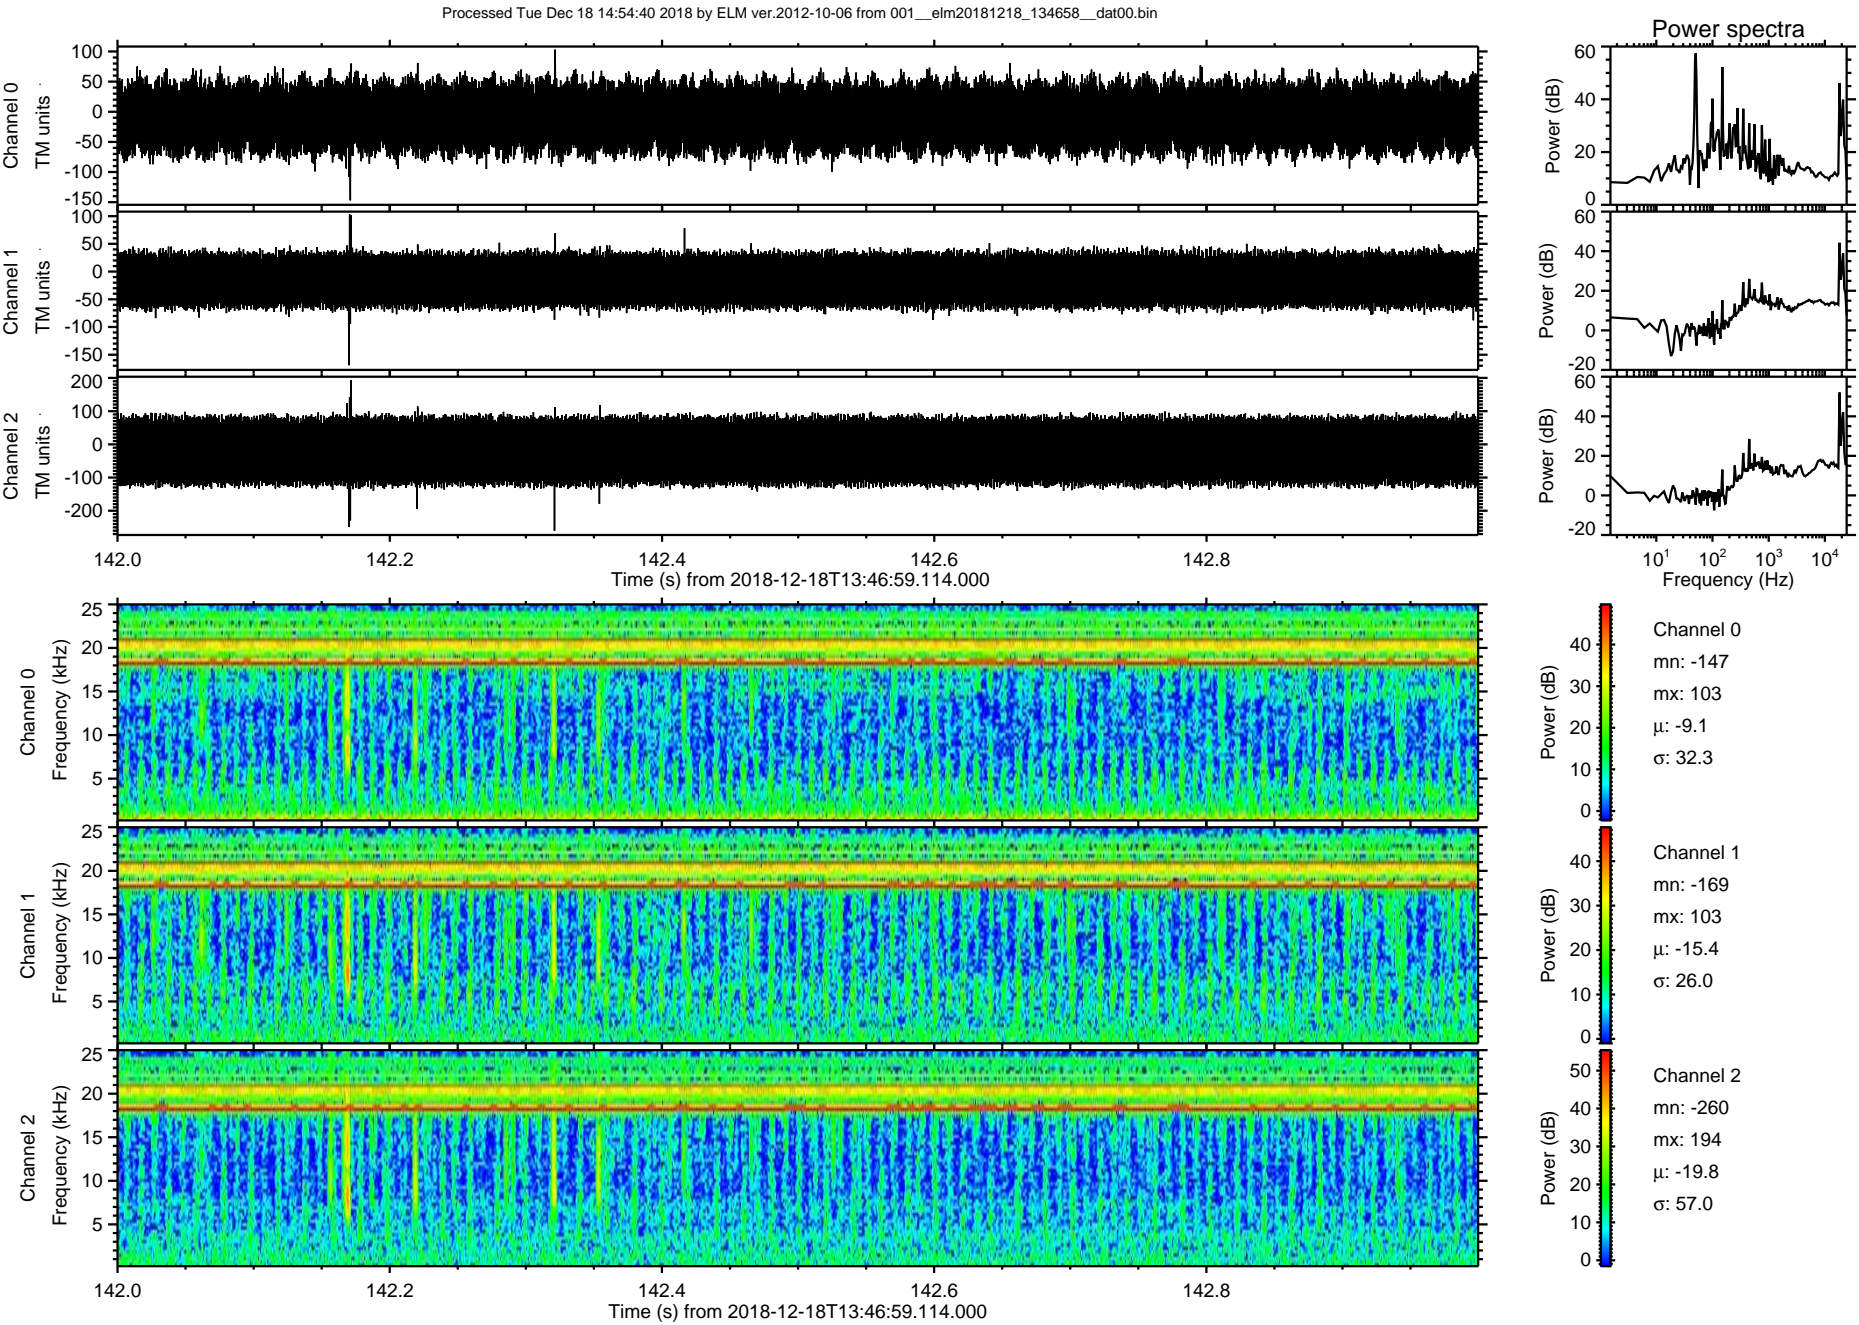 Processed Tue Dec 18 14:54:40 2018 by ELM ver.2012-10-06 from 001__elm20181218_134658__dat00.bin
Power spectra
Channel 0
TM units
100
50
0
-50
-100
-150
Power (dB)
60
40
20
0
Channel 1
TM units
100
50
0
-50
-100
-150
Power (dB)
60
40
20
0
-20
Channel 2
TM units
200
100
0
-100
-200
Power (dB)
60
40
20
0
-20
142.0 142.2 142.4 142.6 142.8
Time (s) from 2018-12-18T13:46:59.114.000
10¹ 10² 10³ 10⁴
Frequency (Hz)
Channel 0
Frequency (kHz)
25
20
15
10
5
Power (dB)
40
30
20
10
0
Channel 0
mn: -147
mx: 103
μ: -9.1
σ: 32.3
Channel 1
Frequency (kHz)
25
20
15
10
5
Power (dB)
40
30
20
10
0
Channel 1
mn: -169
mx: 103
μ: -15.4
σ: 26.0
Channel 2
Frequency (kHz)
25
20
15
10
5
Power (dB)
50
40
30
20
10
0
Channel 2
mn: -260
mx: 194
μ: -19.8
σ: 57.0
142.0 142.2 142.4 142.6 142.8
Time (s) from 2018-12-18T13:46:59.114.000